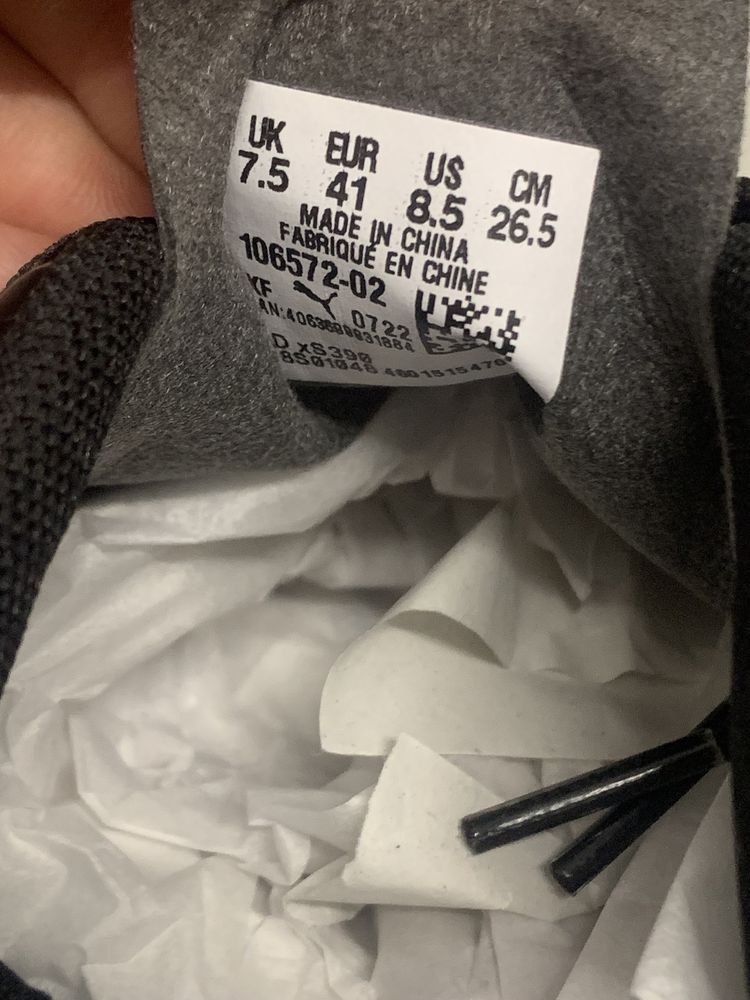 UK EUR US CM
7.5 41 8.5 26.5
MADE IN CHINA
FABRIQUÉ EN CHINE
106572-02
0722
D xS390